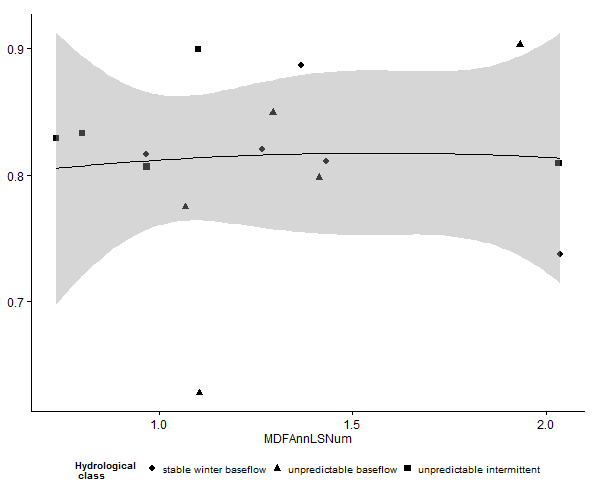 0.9
0.8
0.7
1.0 1.5 2.0
MDFAnnLSNum
Hydrological
class
stable winter baseflow unpredictable baseflow unpredictable intermittent